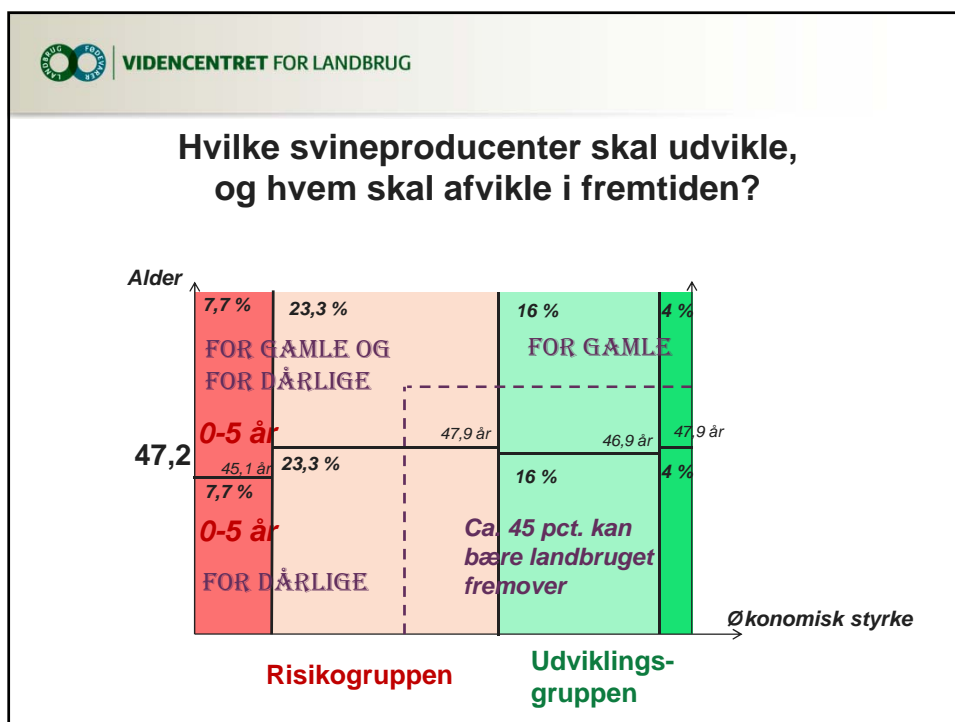 LANDBRUG FØDEVARER
VIDENCENTRET FOR LANDBRUG
Hvilke svineproducenter skal udvikle,
og hvem skal afvikle i fremtiden?
Alder
7,7 %
23,3 %
16 %
4 %
FOR GAMLE OG
FOR DÅRLIGE
FOR GAMLE
0-5 år
47,9 år
46,9 år
47,9 år
47,2
45,1 år
23,3 %
16 %
4 %
7,7 %
0-5 år
FOR DÅRLIGE
Ca. 45 pct. kan
bære landbruget
fremover
Økonomisk styrke
Risikogruppen
Udviklings-
gruppen